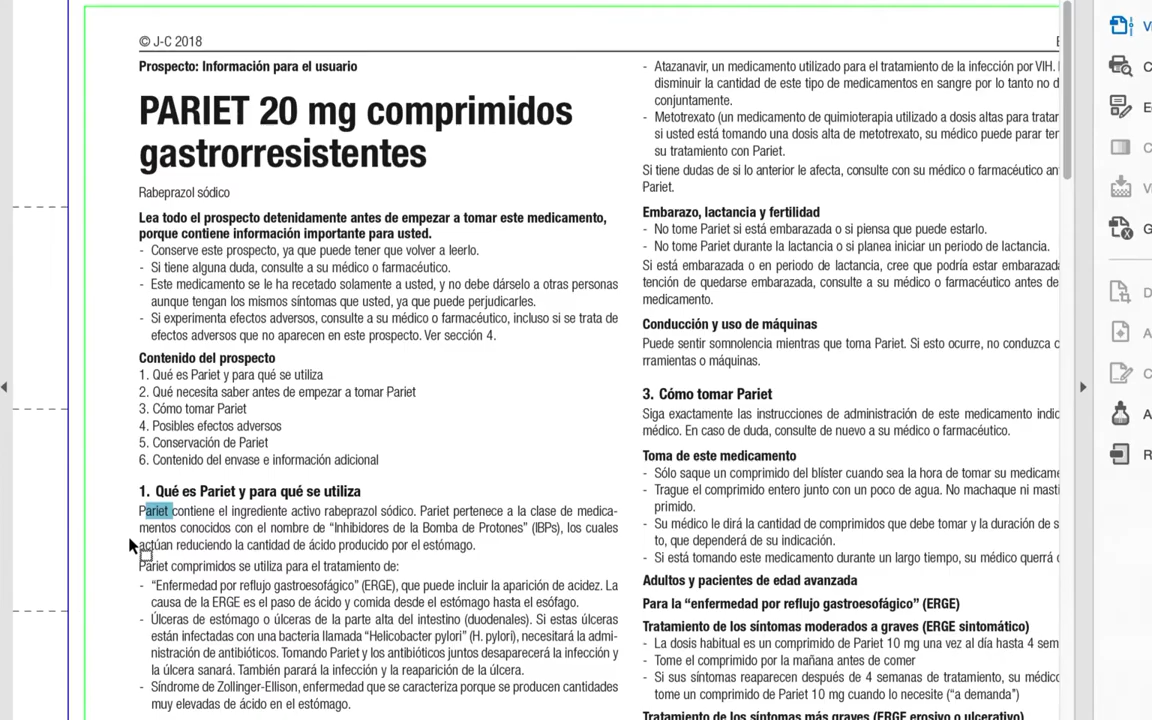 © J-C 2018
Prospecto: Información para el usuario
PARIET 20 mg comprimidos
gastrorresistentes
Rabeprazol sódico
Lea todo el prospecto detenidamente antes de empezar a tomar este medicamento,
porque contiene información importante para usted.
- Conserve este prospecto, ya que puede tener que volver a leerlo.
- Si tiene alguna duda, consulte a su médico o farmacéutico.
- Este medicamento se le ha recetado solamente a usted, y no debe dárselo a otras personas
aunque tengan los mismos síntomas que usted, ya que puede perjudicarles.
- Si experimenta efectos adversos, consulte a su médico o farmacéutico, incluso si se trata de
efectos adversos que no aparecen en este prospecto. Ver sección 4.
Contenido del prospecto
1. Qué es Pariet y para qué se utiliza
2. Qué necesita saber antes de empezar a tomar Pariet
3. Cómo tomar Pariet
4. Posibles efectos adversos
5. Conservación de Pariet
6. Contenido del envase e información adicional
1. Qué es Pariet y para qué se utiliza
Pariet contiene el ingrediente activo rabeprazol sódico. Pariet pertenece a la clase de medica-
mentos conocidos con el nombre de “Inhibidores de la Bomba de Protones” (IBPs), los cuales
actúan reduciendo la cantidad de ácido producido por el estómago.
Pariet comprimidos se utiliza para el tratamiento de:
- “Enfermedad por reflujo gastroesofágico” (ERGE), que puede incluir la aparición de acidez. La
causa de la ERGE es el paso de ácido y comida desde el estómago hasta el esófago.
- Úlceras de estómago o úlceras de la parte alta del intestino (duodenales). Si estas úlceras
están infectadas con una bacteria llamada “Helicobacter pylori” (H. pylori), necesitará la admi-
nistración de antibióticos. Tomando Pariet y los antibióticos juntos desaparecerá la infección y
la úlcera sanará. También parará la infección y la reaparición de la úlcera.
- Síndrome de Zollinger-Ellison, enfermedad que se caracteriza porque se producen cantidades
muy elevadas de ácido en el estómago.
- Atazanavir, un medicamento utilizado para el tratamiento de la infección por VIH.
disminuir la cantidad de este tipo de medicamentos en sangre por lo tanto no
conjuntamente.
- Metotrexato (un medicamento de quimioterapia utilizado a dosis altas para
si usted está tomando una dosis alta de metotrexato, su médico puede parar
su tratamiento con Pariet.
Si tiene dudas de si lo anterior le afecta, consulte con su médico o farmacéutico
Pariet.
Embarazo, lactancia y fertilidad
- No tome Pariet si está embarazada o si piensa que puede estarlo.
- No tome Pariet durante la lactancia o si planea iniciar un periodo de lactancia.
Si está embarazada o en periodo de lactancia, cree que podría estar embarazada
tención de quedarse embarazada, consulte a su médico o farmacéutico antes de
medicamento.
Conducción y uso de máquinas
Puede sentir somnolencia mientras que toma Pariet. Si esto ocurre, no conduzca
rramientas o máquinas.
3. Cómo tomar Pariet
Siga exactamente las instrucciones de administración de este medicamento
médico. En caso de duda, consulte de nuevo a su médico o farmacéutico.
Toma de este medicamento
- Sólo saque un comprimido del blíster cuando sea la hora de tomar su
- Trague el comprimido entero junto con un poco de agua. No machaque ni
primido.
- Su médico le dirá la cantidad de comprimidos que debe tomar y la duración de
to, que dependerá de su indicación.
- Si está tomando este medicamento durante un largo tiempo, su médico querrá
Adultos y pacientes de edad avanzada
Para la “enfermedad por reflujo gastroesofágico” (ERGE)
Tratamiento de los síntomas moderados a graves (ERGE sintomático)
- La dosis habitual es un comprimido de Pariet 10 mg una vez al día hasta 4
- Tome el comprimido por la mañana antes de comer
- Si sus síntomas reaparecen después de 4 semanas de tratamiento, su
tome un comprimido de Pariet 10 mg cuando lo necesite (“a demanda”)
Tratamiento de los síntomas más graves (ERGE erosivo o ulcerativo)